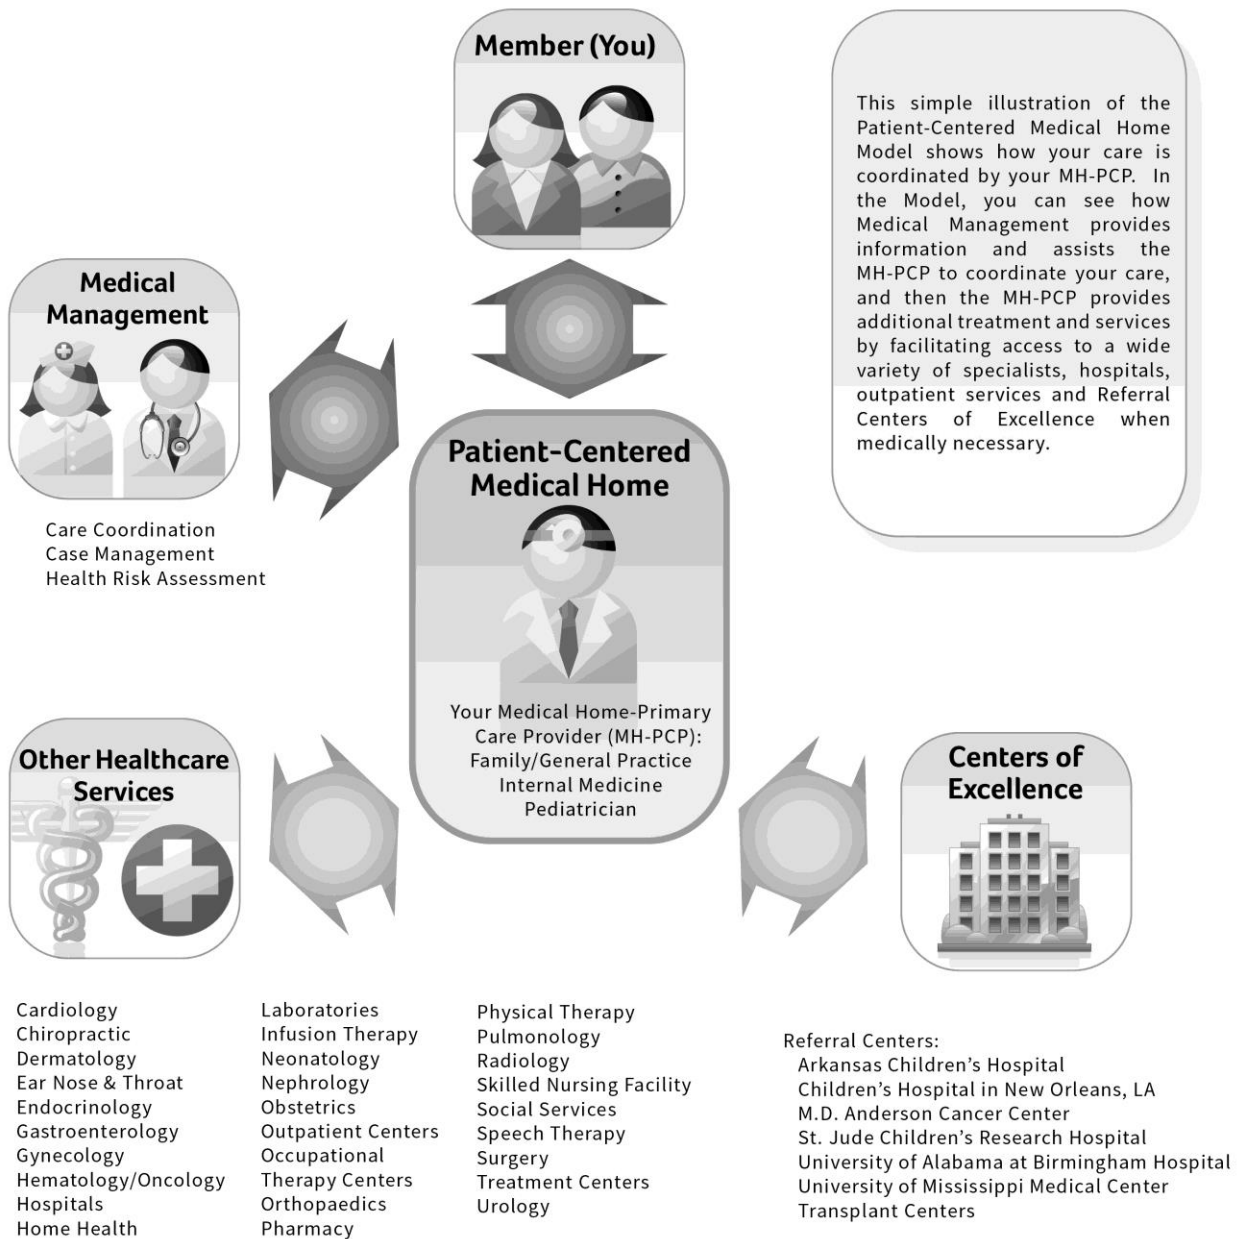 Member (You)
This simple illustration of the
Patient-Centered Medical Home
Model shows how your care is
coordinated by your MH-PCP. In
the Model, you can see how
Medical Management provides
information and assists the
MH-PCP to coordinate your care,
and then the MH-PCP provides
additional treatment and services
by facilitating access to a wide
variety of specialists, hospitals,
outpatient services and Referral
Centers of Excellence when
medically necessary.
Medical
Management
Care Coordination
Case Management
Health Risk Assessment
Patient-Centered
Medical Home
Your Medical Home-Primary
Care Provider (MH-PCP):
Family/General Practice
Internal Medicine
Pediatrician
Other Healthcare
Services
Cardiology
Chiropractic
Dermatology
Ear Nose & Throat
Endocrinology
Gastroenterology
Gynecology
Hematology/Oncology
Hospitals
Home Health
Laboratories
Infusion Therapy
Neonatology
Nephrology
Obstetrics
Outpatient Centers
Occupational
Therapy Centers
Orthopaedics
Pharmacy
Physical Therapy
Pulmonology
Radiology
Skilled Nursing Facility
Social Services
Speech Therapy
Surgery
Treatment Centers
Urology
Centers of
Excellence
Referral Centers:
Arkansas Children's Hospital
Children's Hospital in New Orleans, LA
M.D. Anderson Cancer Center
St. Jude Children's Research Hospital
University of Alabama at Birmingham Hospital
University of Mississippi Medical Center
Transplant Centers